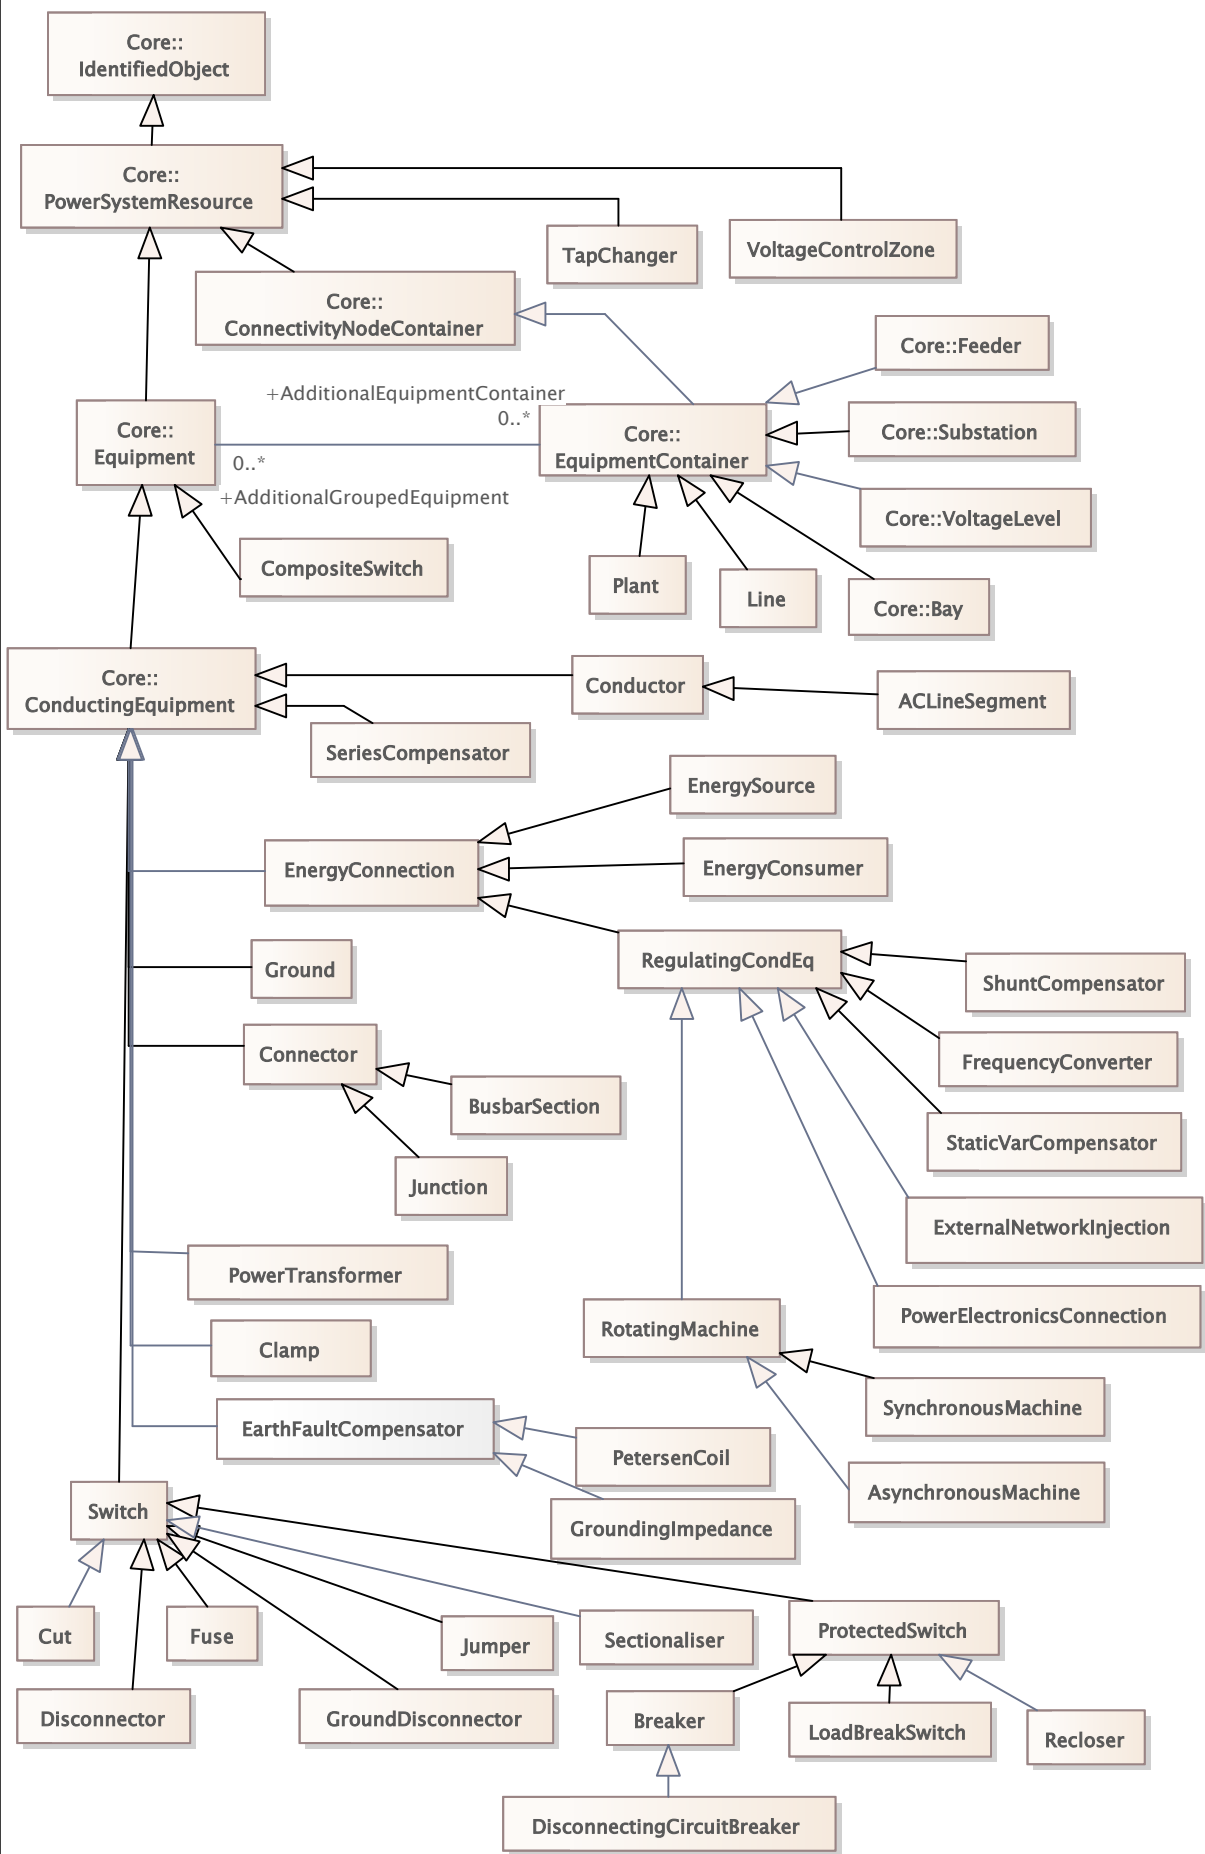 Core::
IdentifiedObject
Core::
PowerSystemResource
TapChanger
VoltageControlZone
Core::
ConnectivityNodeContainer
Core::Feeder
+AdditionalEquipmentContainer
0..*
Core::
Equipment
Core::
EquipmentContainer
Core::Substation
0..*
+AdditionalGroupedEquipment
Core::VoltageLevel
CompositeSwitch
Plant
Line
Core::Bay
Core::
ConductingEquipment
Conductor
ACLineSegment
SeriesCompensator
EnergySource
EnergyConnection
EnergyConsumer
Ground
RegulatingCondEq
ShuntCompensator
Connector
FrequencyConverter
BusbarSection
StaticVarCompensator
Junction
ExternalNetworkInjection
PowerTransformer
PowerElectronicsConnection
RotatingMachine
Clamp
SynchronousMachine
EarthFaultCompensator
PetersenCoil
AsynchronousMachine
Switch
GroundingImpedance
Cut
Fuse
Jumper
Sectionaliser
ProtectedSwitch
Disconnector
GroundDisconnector
Breaker
LoadBreakSwitch
Recloser
DisconnectingCircuitBreaker